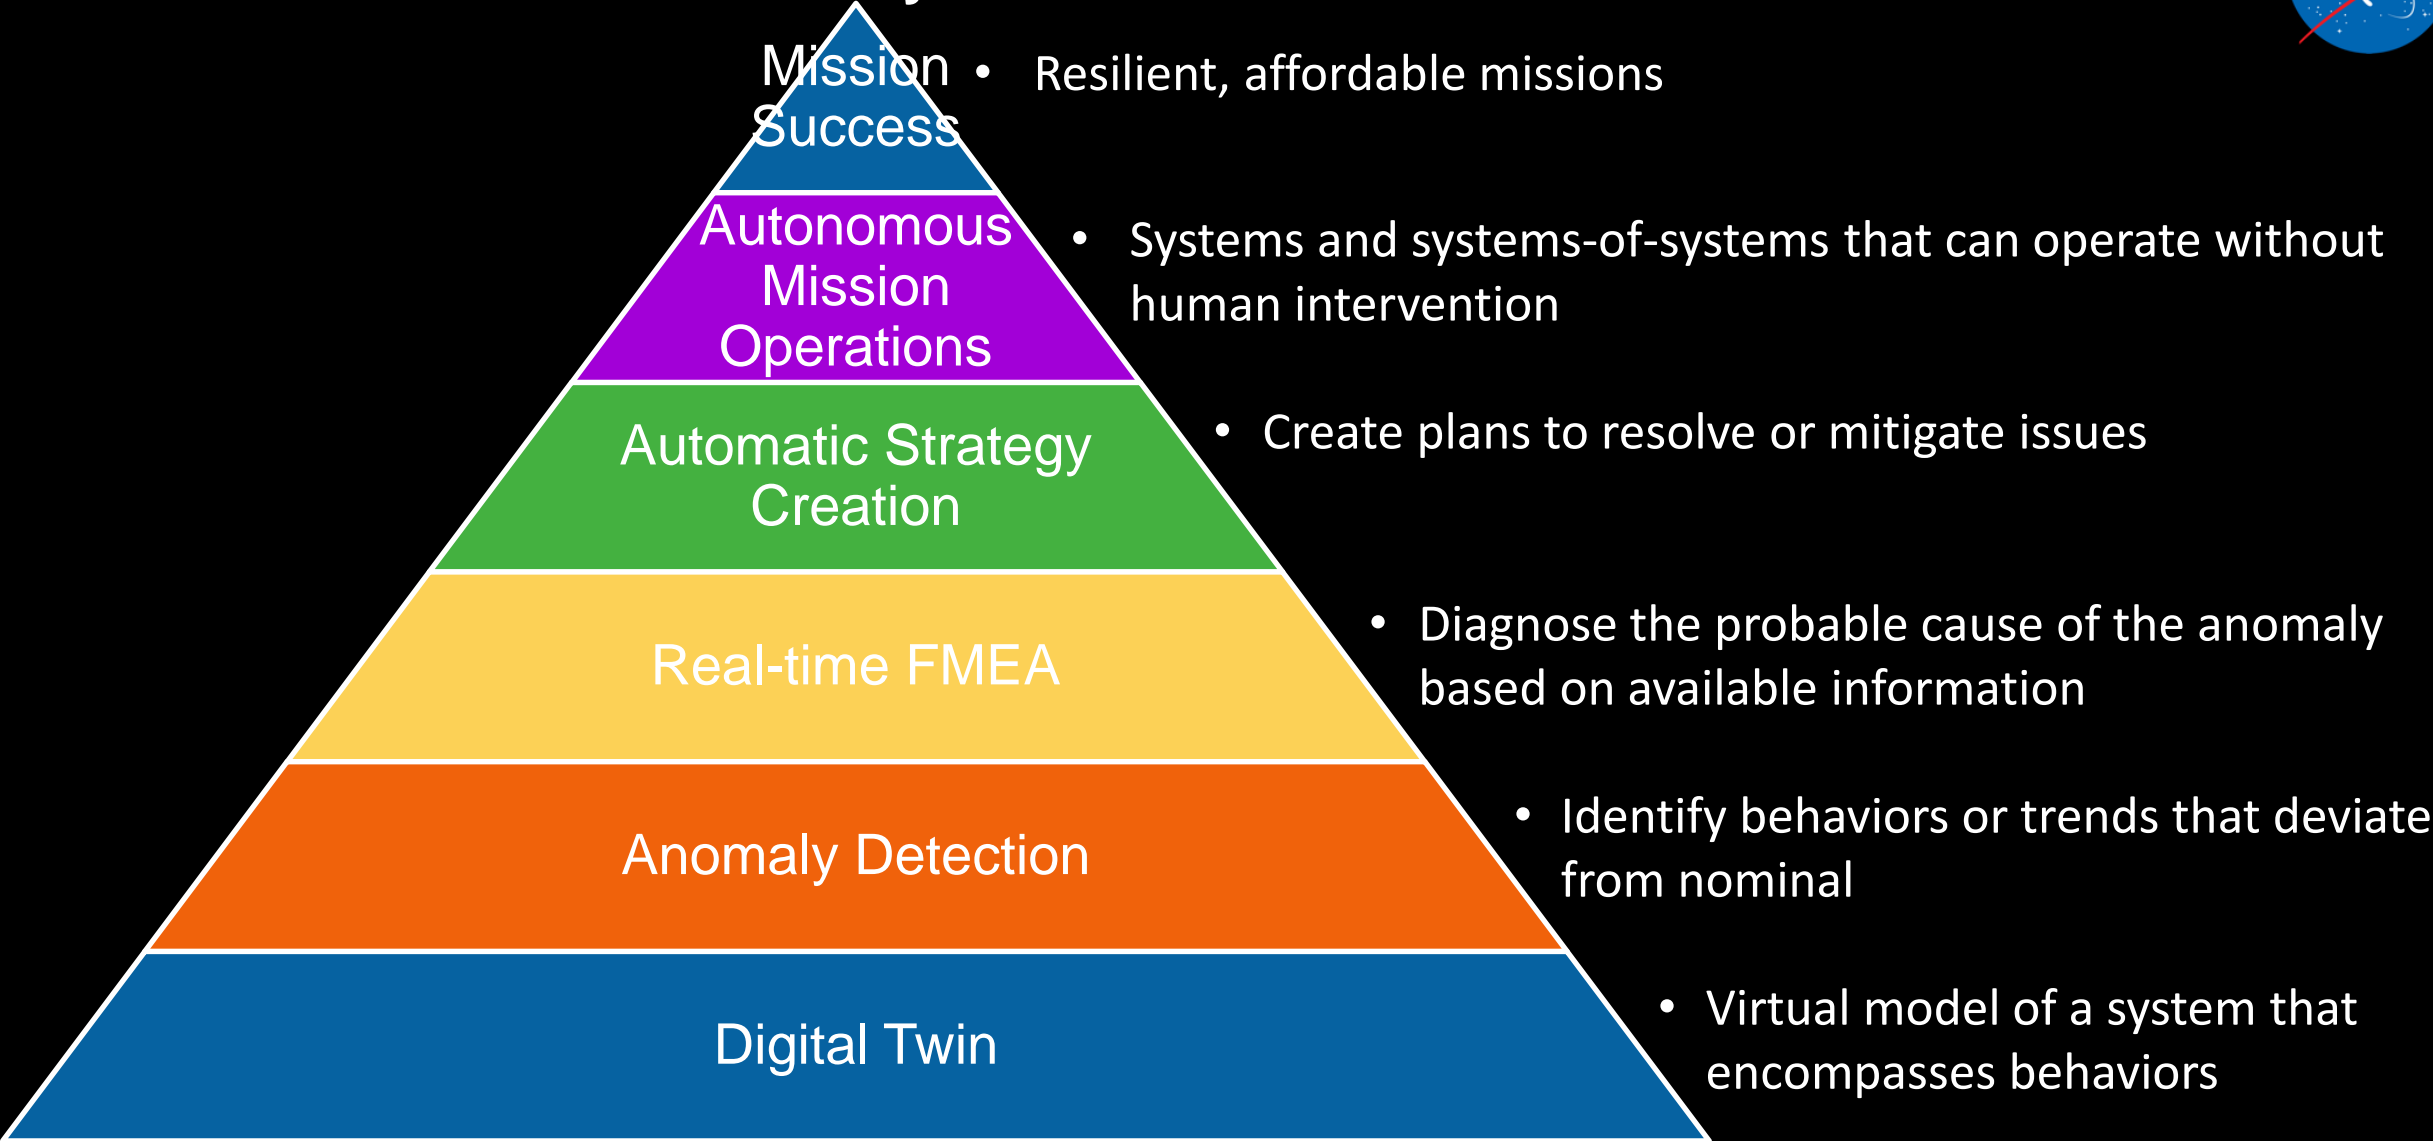 Mission
Success
• Resilient, affordable missions
Autonomous
Mission
Operations
• Systems and systems-of-systems that can operate without
human intervention
Automatic Strategy
Creation
• Create plans to resolve or mitigate issues
Real-time FMEA
• Diagnose the probable cause of the anomaly
based on available information
Anomaly Detection
• Identify behaviors or trends that deviate
from nominal
Digital Twin
• Virtual model of a system that
encompasses behaviors